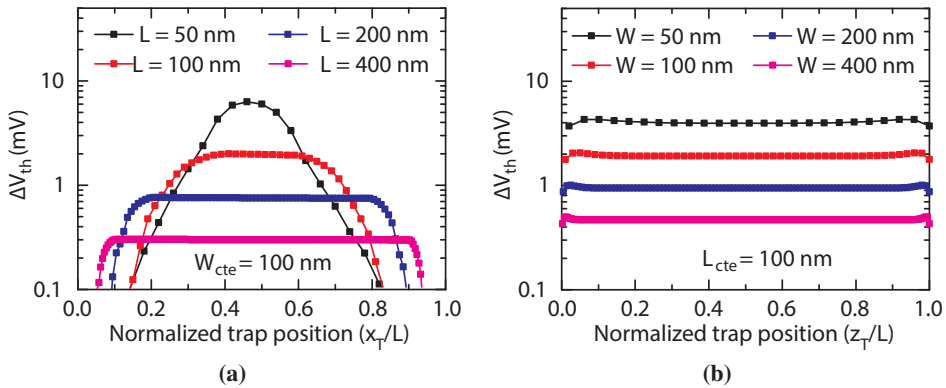 L = 50 nm
L = 200 nm
L = 100 nm
L = 400 nm
10
1
0.1
ΔV_th (mV)
W_cte = 100 nm
0.0 0.2 0.4 0.6 0.8 1.0
Normalized trap position (x_T/L)
(a)
W = 50 nm
W = 200 nm
W = 100 nm
W = 400 nm
10
1
0.1
ΔV_th (mV)
L_cte = 100 nm
0.0 0.2 0.4 0.6 0.8 1.0
Normalized trap position (z_T/L)
(b)